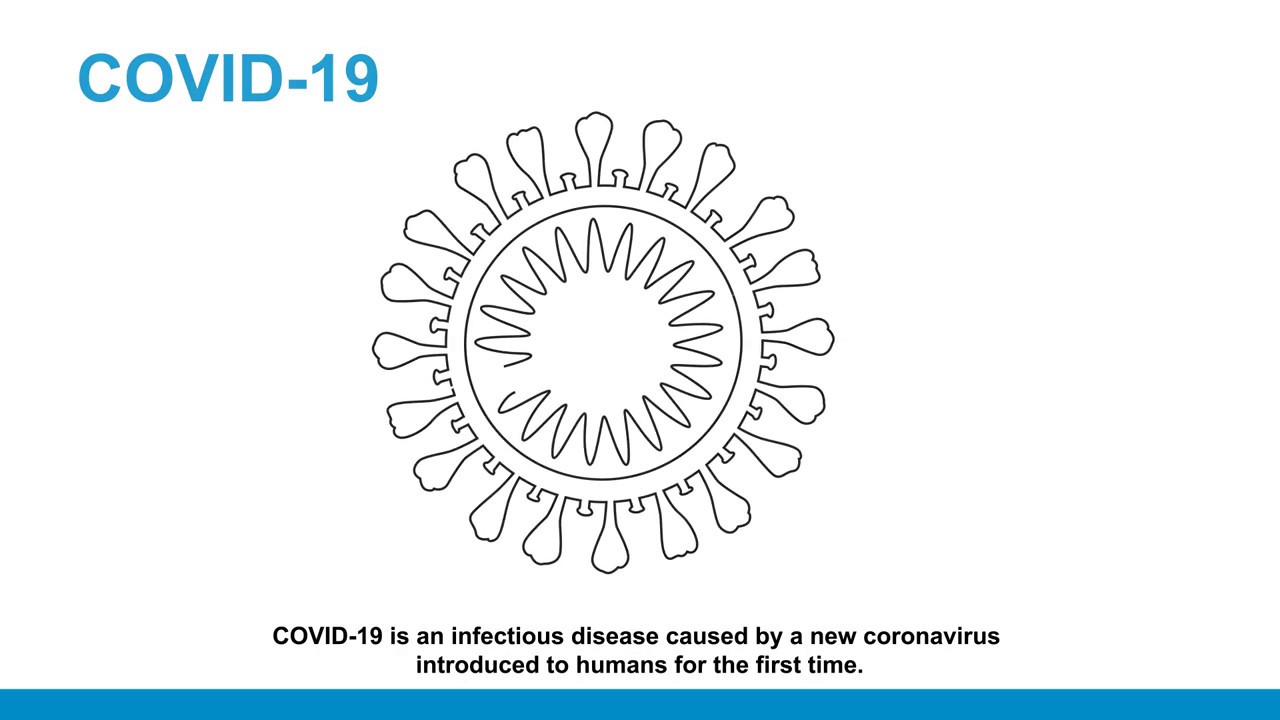 COVID-19
COVID-19 is an infectious disease caused by a new coronavirus
introduced to humans for the first time.